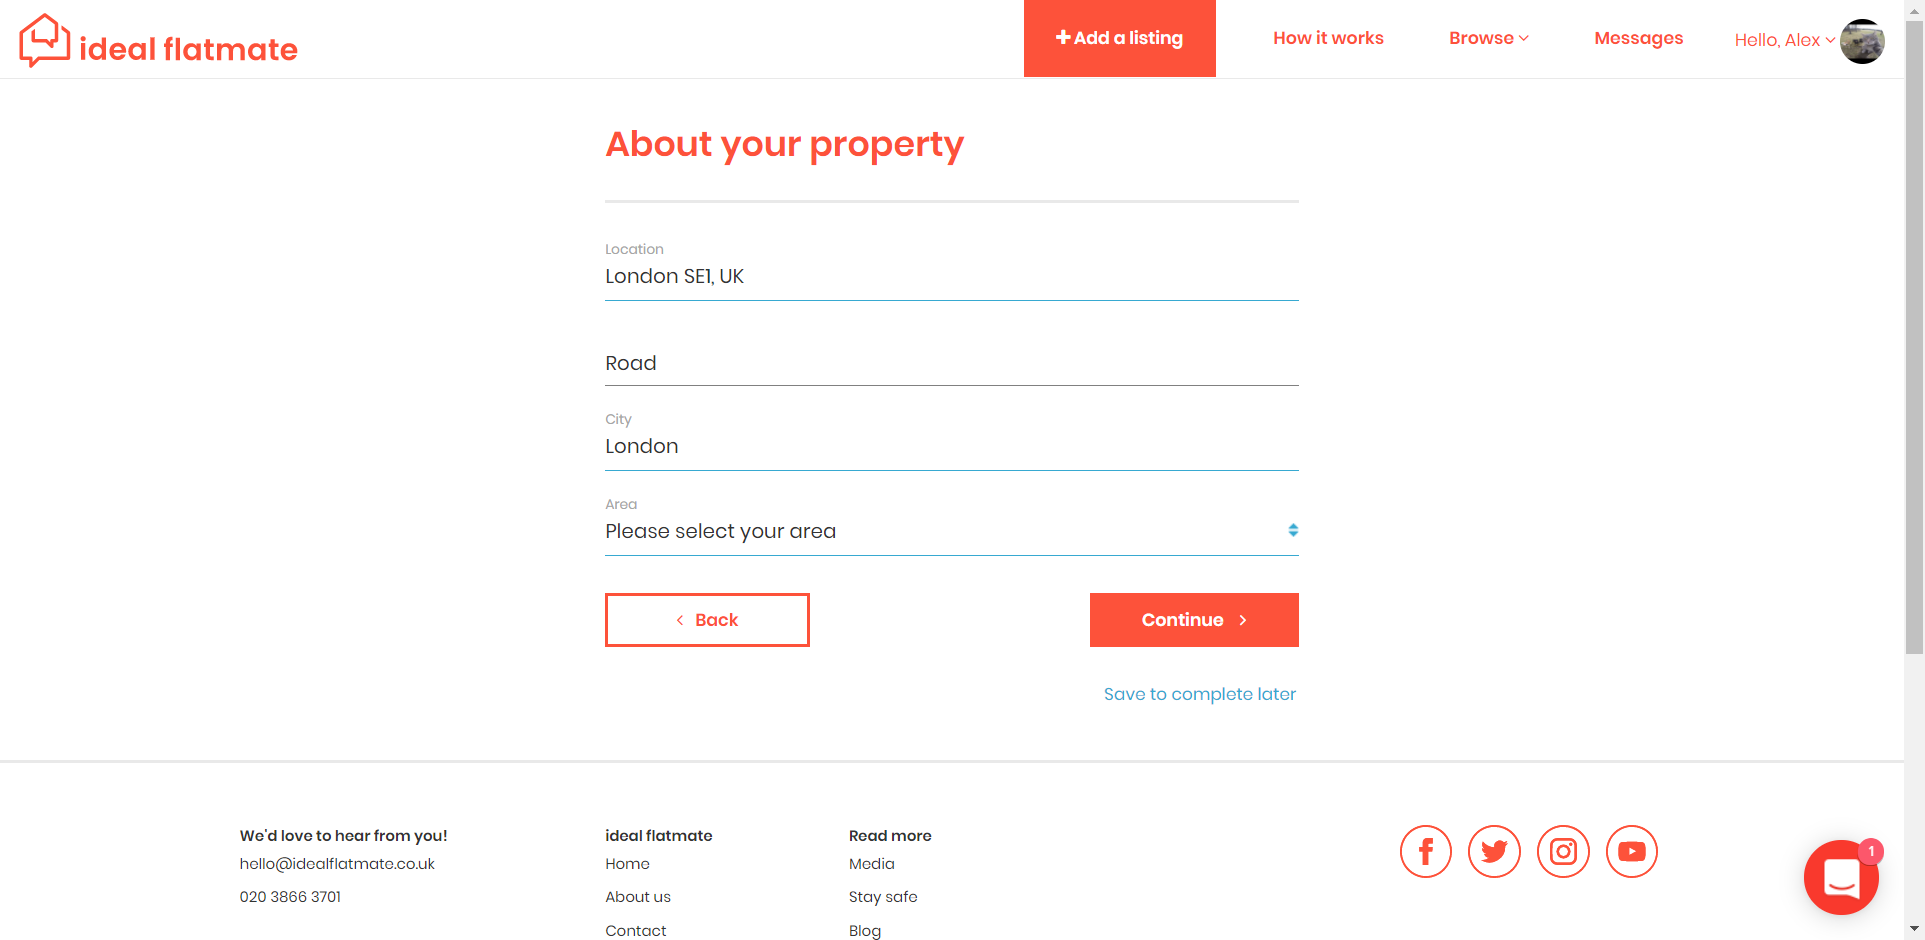 ideal flatmate
Add a listing
How it works
Browse
Messages
Hello, Alex
About your property
Location
London SE1, UK
Road
City
London
Area
Please select your area
Back
Continue
Save to complete later
We'd love to hear from you!
hello@idealflatmate.co.uk
020 3866 3701
ideal flatmate
Home
About us
Contact
Read more
Media
Stay safe
Blog
1